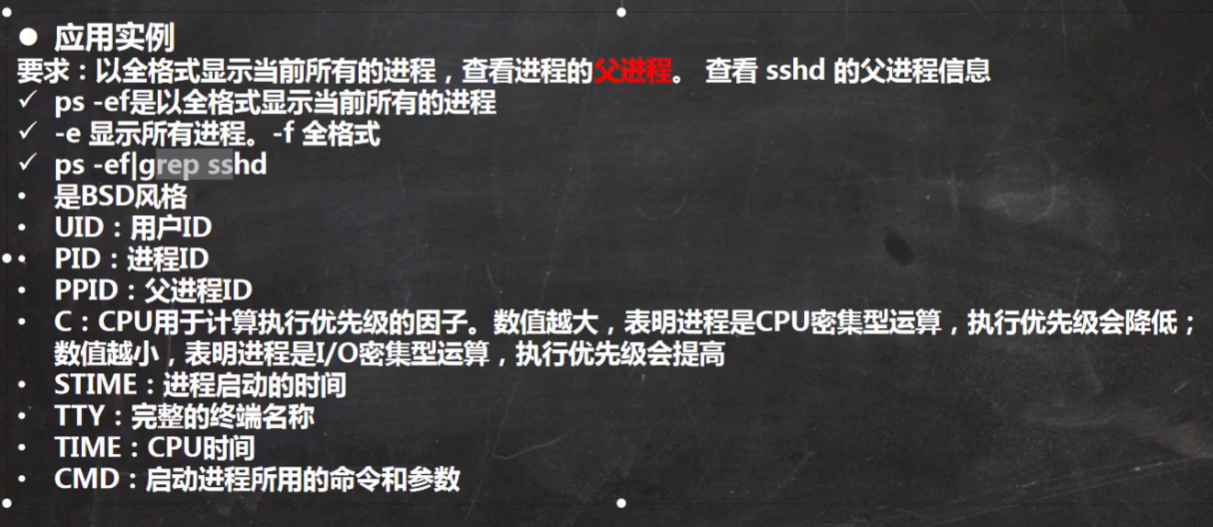 ● 应用实例
要求：以全格式显示当前所有的进程，查看进程的父进程。 查看 sshd 的父进程信息
✓ ps -ef是以全格式显示当前所有的进程
✓ -e 显示所有进程。-f 全格式
✓ ps -ef|grep sshd
• 是BSD风格
• UID：用户ID
• PID：进程ID
• PPID：父进程ID
• C：CPU用于计算执行优先级的因子。数值越大，表明进程是CPU密集型运算，执行优先级会降低；
数值越小，表明进程是I/O密集型运算，执行优先级会提高
• STIME：进程启动的时间
• TTY：完整的终端名称
• TIME：CPU时间
• CMD：启动进程所用的命令和参数